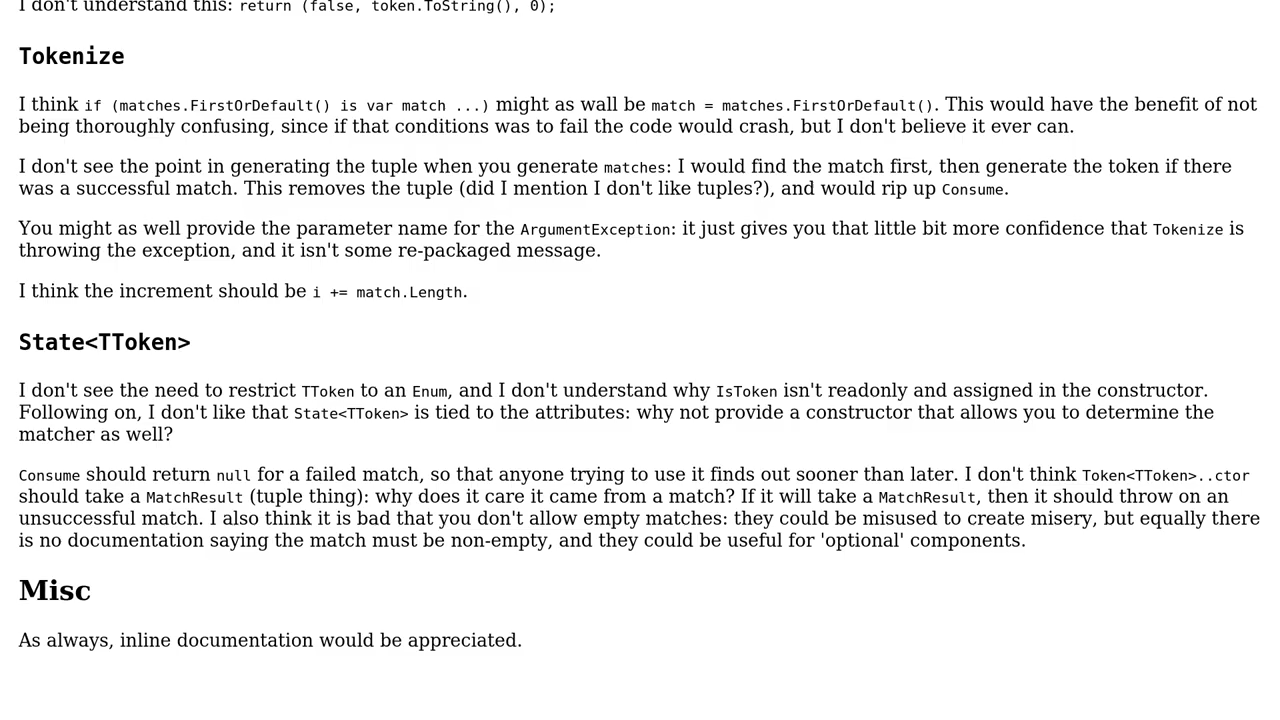 I don't understand this: return (false, token.ToString(), 0);
Tokenize
I think if (matches.FirstOrDefault() is var match ...) might as wall be match = matches.FirstOrDefault(). This would have the benefit of not
being thoroughly confusing, since if that conditions was to fail the code would crash, but I don't believe it ever can.
I don't see the point in generating the tuple when you generate matches: I would find the match first, then generate the token if there
was a successful match. This removes the tuple (did I mention I don't like tuples?), and would rip up Consume.
You might as well provide the parameter name for the ArgumentException: it just gives you that little bit more confidence that Tokenize is
throwing the exception, and it isn't some re-packaged message.
I think the increment should be i += match.Length.
State<TToken>
I don't see the need to restrict TToken to an Enum, and I don't understand why IsToken isn't readonly and assigned in the constructor.
Following on, I don't like that State<TToken> is tied to the attributes: why not provide a constructor that allows you to determine the
matcher as well?
Consume should return null for a failed match, so that anyone trying to use it finds out sooner than later. I don't think Token<TToken>..ctor
should take a MatchResult (tuple thing): why does it care it came from a match? If it will take a MatchResult, then it should throw on an
unsuccessful match. I also think it is bad that you don't allow empty matches: they could be misused to create misery, but equally there
is no documentation saying the match must be non-empty, and they could be useful for 'optional' components.
Misc
As always, inline documentation would be appreciated.